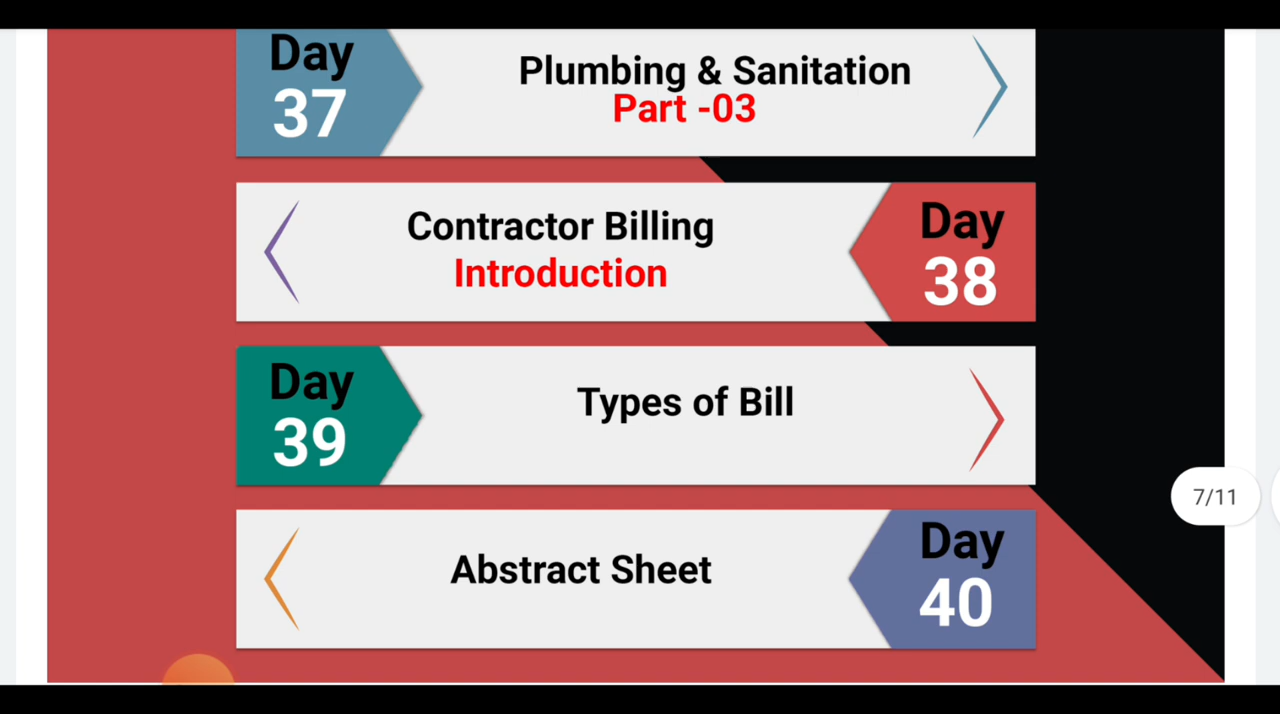 Day
37
Plumbing & Sanitation
Part -03
Contractor Billing
Introduction
Day
38
Day
39
Types of Bill
Abstract Sheet
Day
40
7/11